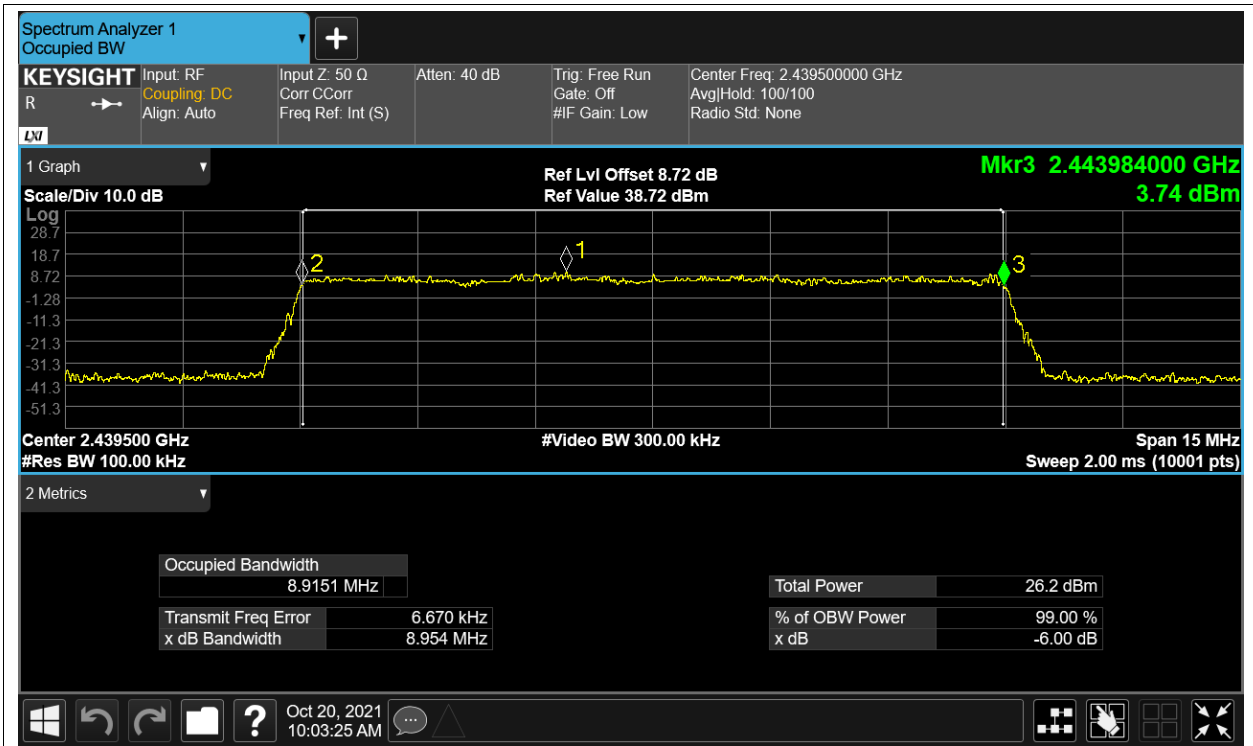 Spectrum Analyzer 1
Occupied BW
KEYSIGHT Input: RF Input Z: 50 Ω Atten: 40 dB Trig: Free Run Center Freq: 2.439500000 GHz
R Coupling: DC Corr CCorr Gate: Off Avg|Hold: 100/100
Align: Auto Freq Ref: Int (S) #IF Gain: Low Radio Std: None
LXI
1 Graph
Ref Lvl Offset 8.72 dB Mkr3 2.443984000 GHz
Scale/Div 10.0 dB Ref Value 38.72 dBm 3.74 dBm
Log
28.7
18.7
8.72
-1.28
-11.3
-21.3
-31.3
-41.3
-51.3
2
1
3
Center 2.439500 GHz #Video BW 300.00 kHz Span 15 MHz
#Res BW 100.00 kHz Sweep 2.00 ms (10001 pts)
2 Metrics
Occupied Bandwidth
8.9151 MHz Total Power 26.2 dBm
Transmit Freq Error 6.670 kHz % of OBW Power 99.00 %
x dB Bandwidth 8.954 MHz x dB -6.00 dB
Oct 20, 2021
10:03:25 AM